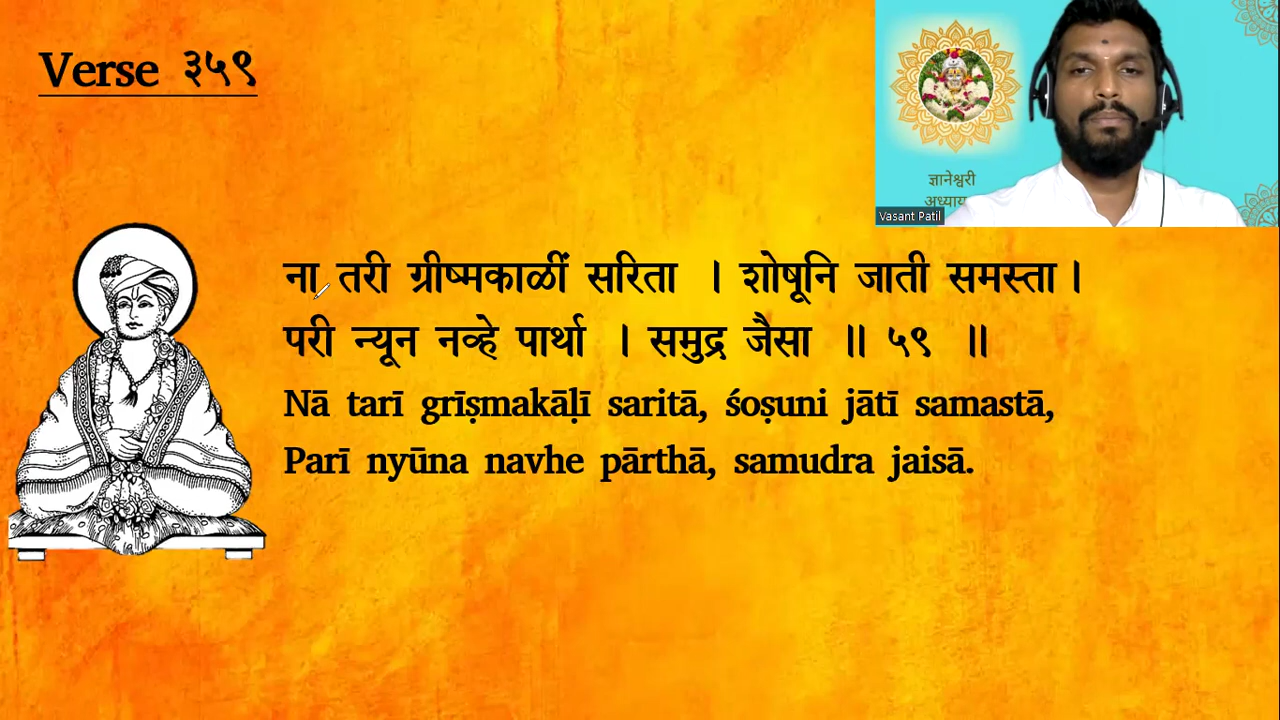 Verse ३५९
ज्ञानेश्वरी
अध्याय
Vasant Patil
ना तरी ग्रीष्मकाळीं सरिता । शोषूनि जाती समस्ता ।
परी न्यून नव्हे पार्था । समुद्र जैसा ॥ ५९ ॥
Nā tarī grīṣmakāḷī saritā, śoṣuni jātī samastā,
Parī nyūna navhe pārthā, samudra jaisā.